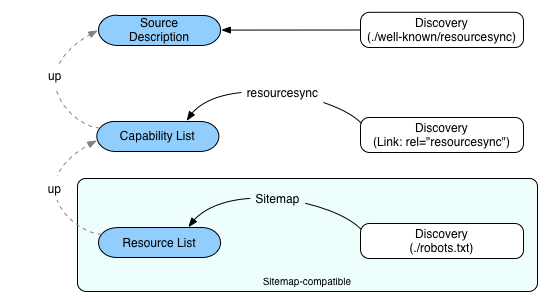 Source
Description
Discovery
(./well-known/resourcesync)
up
resourcesync
Capability List
Discovery
(Link: rel="resourcesync")
up
Sitemap
Resource List
Discovery
(./robots.txt)
Sitemap-compatible